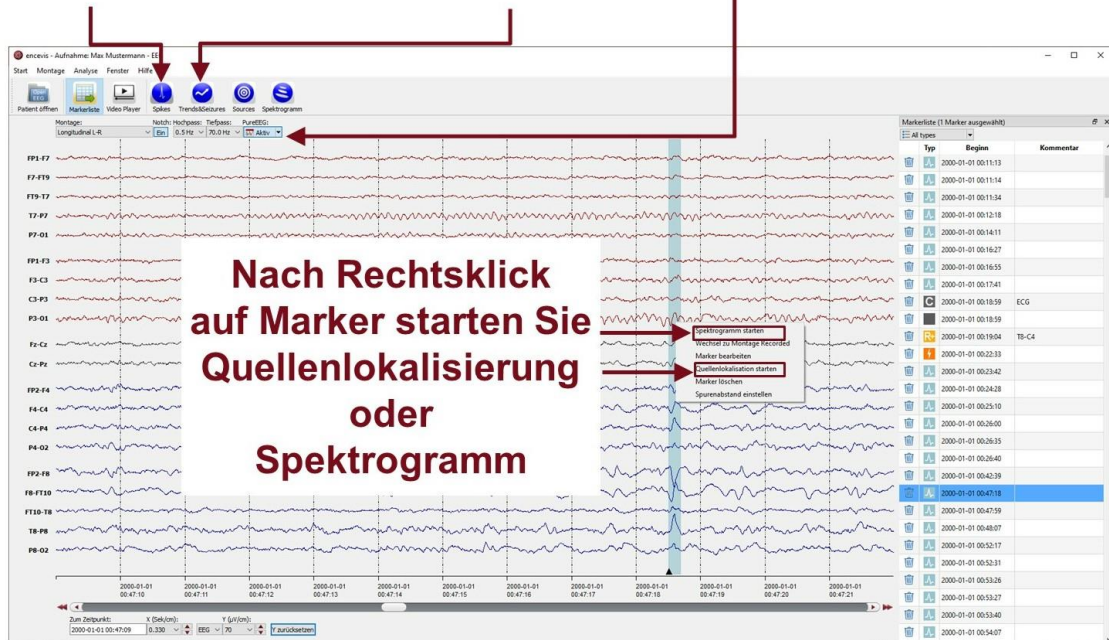 encevis - Aufnahme: Max Mustermann - EE
Start Montage Analyse Fenster Hilfe
Patient öffnen Markerliste Video Player Spikes Trends&Seizures Sources Spektrogramm
Montage: Notch: Hochpass: Tiefpass: PureEEG:
Longitudinal L-R Ein 0.5 Hz 70.0 Hz Aktiv
FP1-F7
F7-FT9
FT9-T7
T7-P7
P7-O1
FP1-F3
F3-C3
C3-P3
P3-O1
Fz-Cz
Cz-Pz
FP2-F4
F4-C4
C4-P4
P4-O2
FP2-F8
F8-FT10
FT10-T8
T8-P8
P8-O2
Nach Rechtsklick
auf Marker starten Sie
Quellenlokalisierung
oder
Spektrogramm
Spektrogramm starten
Wechsel zu Montage Recorded
Marker bearbeiten
Quellenlokalisation starten
Marker löschen
Spurenabstand einstellen
2000-01-01 2000-01-01 2000-01-01 2000-01-01 2000-01-01 2000-01-01 2000-01-01 2000-01-01 2000-01-01 2000-01-01 2000-01-01 2000-01-01
00:47:10 00:47:11 00:47:12 00:47:13 00:47:14 00:47:15 00:47:16 00:47:17 00:47:18 00:47:19 00:47:20 00:47:21
Zum Zeitpunkt: X (Sek/cm): Y (µV/cm):
2000-01-01 00:47:09 0.330 EEG 70 Y zurücksetzen
Markerliste (1 Marker ausgewählt)
All types
Typ Beginn Kommentar
2000-01-01 00:11:13
2000-01-01 00:11:14
2000-01-01 00:11:34
2000-01-01 00:12:18
2000-01-01 00:14:11
2000-01-01 00:16:27
2000-01-01 00:16:55
2000-01-01 00:17:41
C 2000-01-01 00:18:59 ECG
2000-01-01 00:18:59
2000-01-01 00:19:04 T8-C4
2000-01-01 00:22:33
2000-01-01 00:23:42
2000-01-01 00:24:28
2000-01-01 00:25:10
2000-01-01 00:26:00
2000-01-01 00:26:35
2000-01-01 00:26:40
2000-01-01 00:42:39
2000-01-01 00:47:18
2000-01-01 00:47:59
2000-01-01 00:48:07
2000-01-01 00:52:17
2000-01-01 00:52:31
2000-01-01 00:53:26
2000-01-01 00:53:27
2000-01-01 00:53:40
2000-01-01 00:54:07